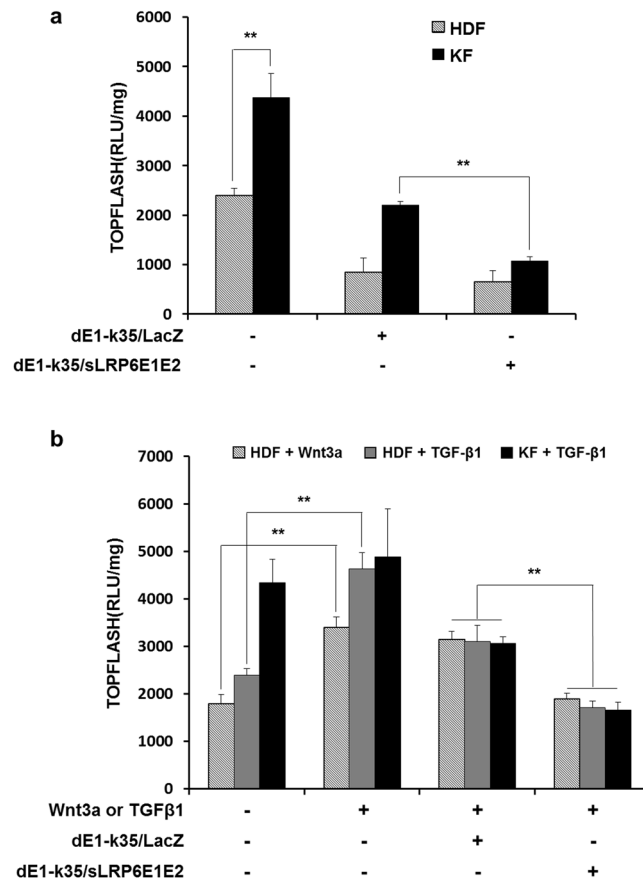 a
HDF
KF
**
**
TOPFLASH(RLU/mg)
6000
5000
4000
3000
2000
1000
0
dE1-k35/LacZ - + -
dE1-k35/sLRP6E1E2 - - +
b
HDF + Wnt3a HDF + TGF-β1 KF + TGF-β1
**
**
**
TOPFLASH(RLU/mg)
7000
6000
5000
4000
3000
2000
1000
0
Wnt3a or TGFβ1 - + + +
dE1-k35/LacZ - - + -
dE1-k35/sLRP6E1E2 - - - +